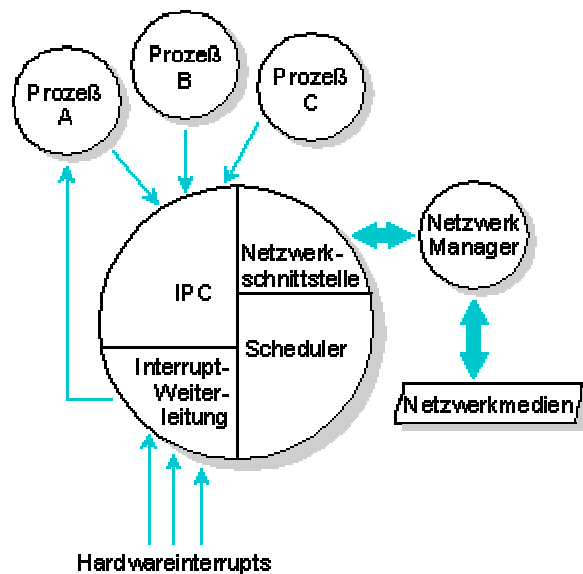 Prozeß
A
Prozeß
B
Prozeß
C
Netzwerk
Manager
Netzwerk-
schnittstelle
IPC
Scheduler
Interrupt-
Weiter-
leitung
Netzwerkmedien
Hardwareinterrupts